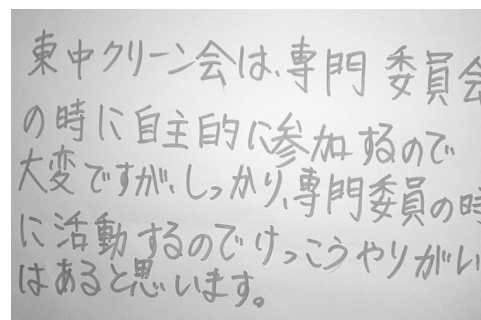 東中クリーン会は、専門 委員会
の時に自主的に参加するので
大変ですが、しっかり、専門委員の時
に活動するのでけっこうやりがい
はあると思います。